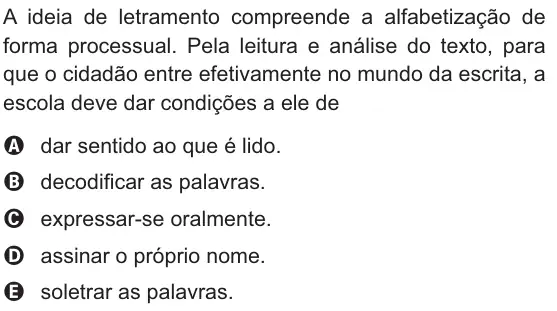 A ideia de letramento compreende a alfabetização de
forma processual. Pela leitura e análise do texto, para
que o cidadão entre efetivamente no mundo da escrita, a
escola deve dar condições a ele de
A dar sentido ao que é lido.
B decodificar as palavras.
C expressar-se oralmente.
D assinar o próprio nome.
E soletrar as palavras.